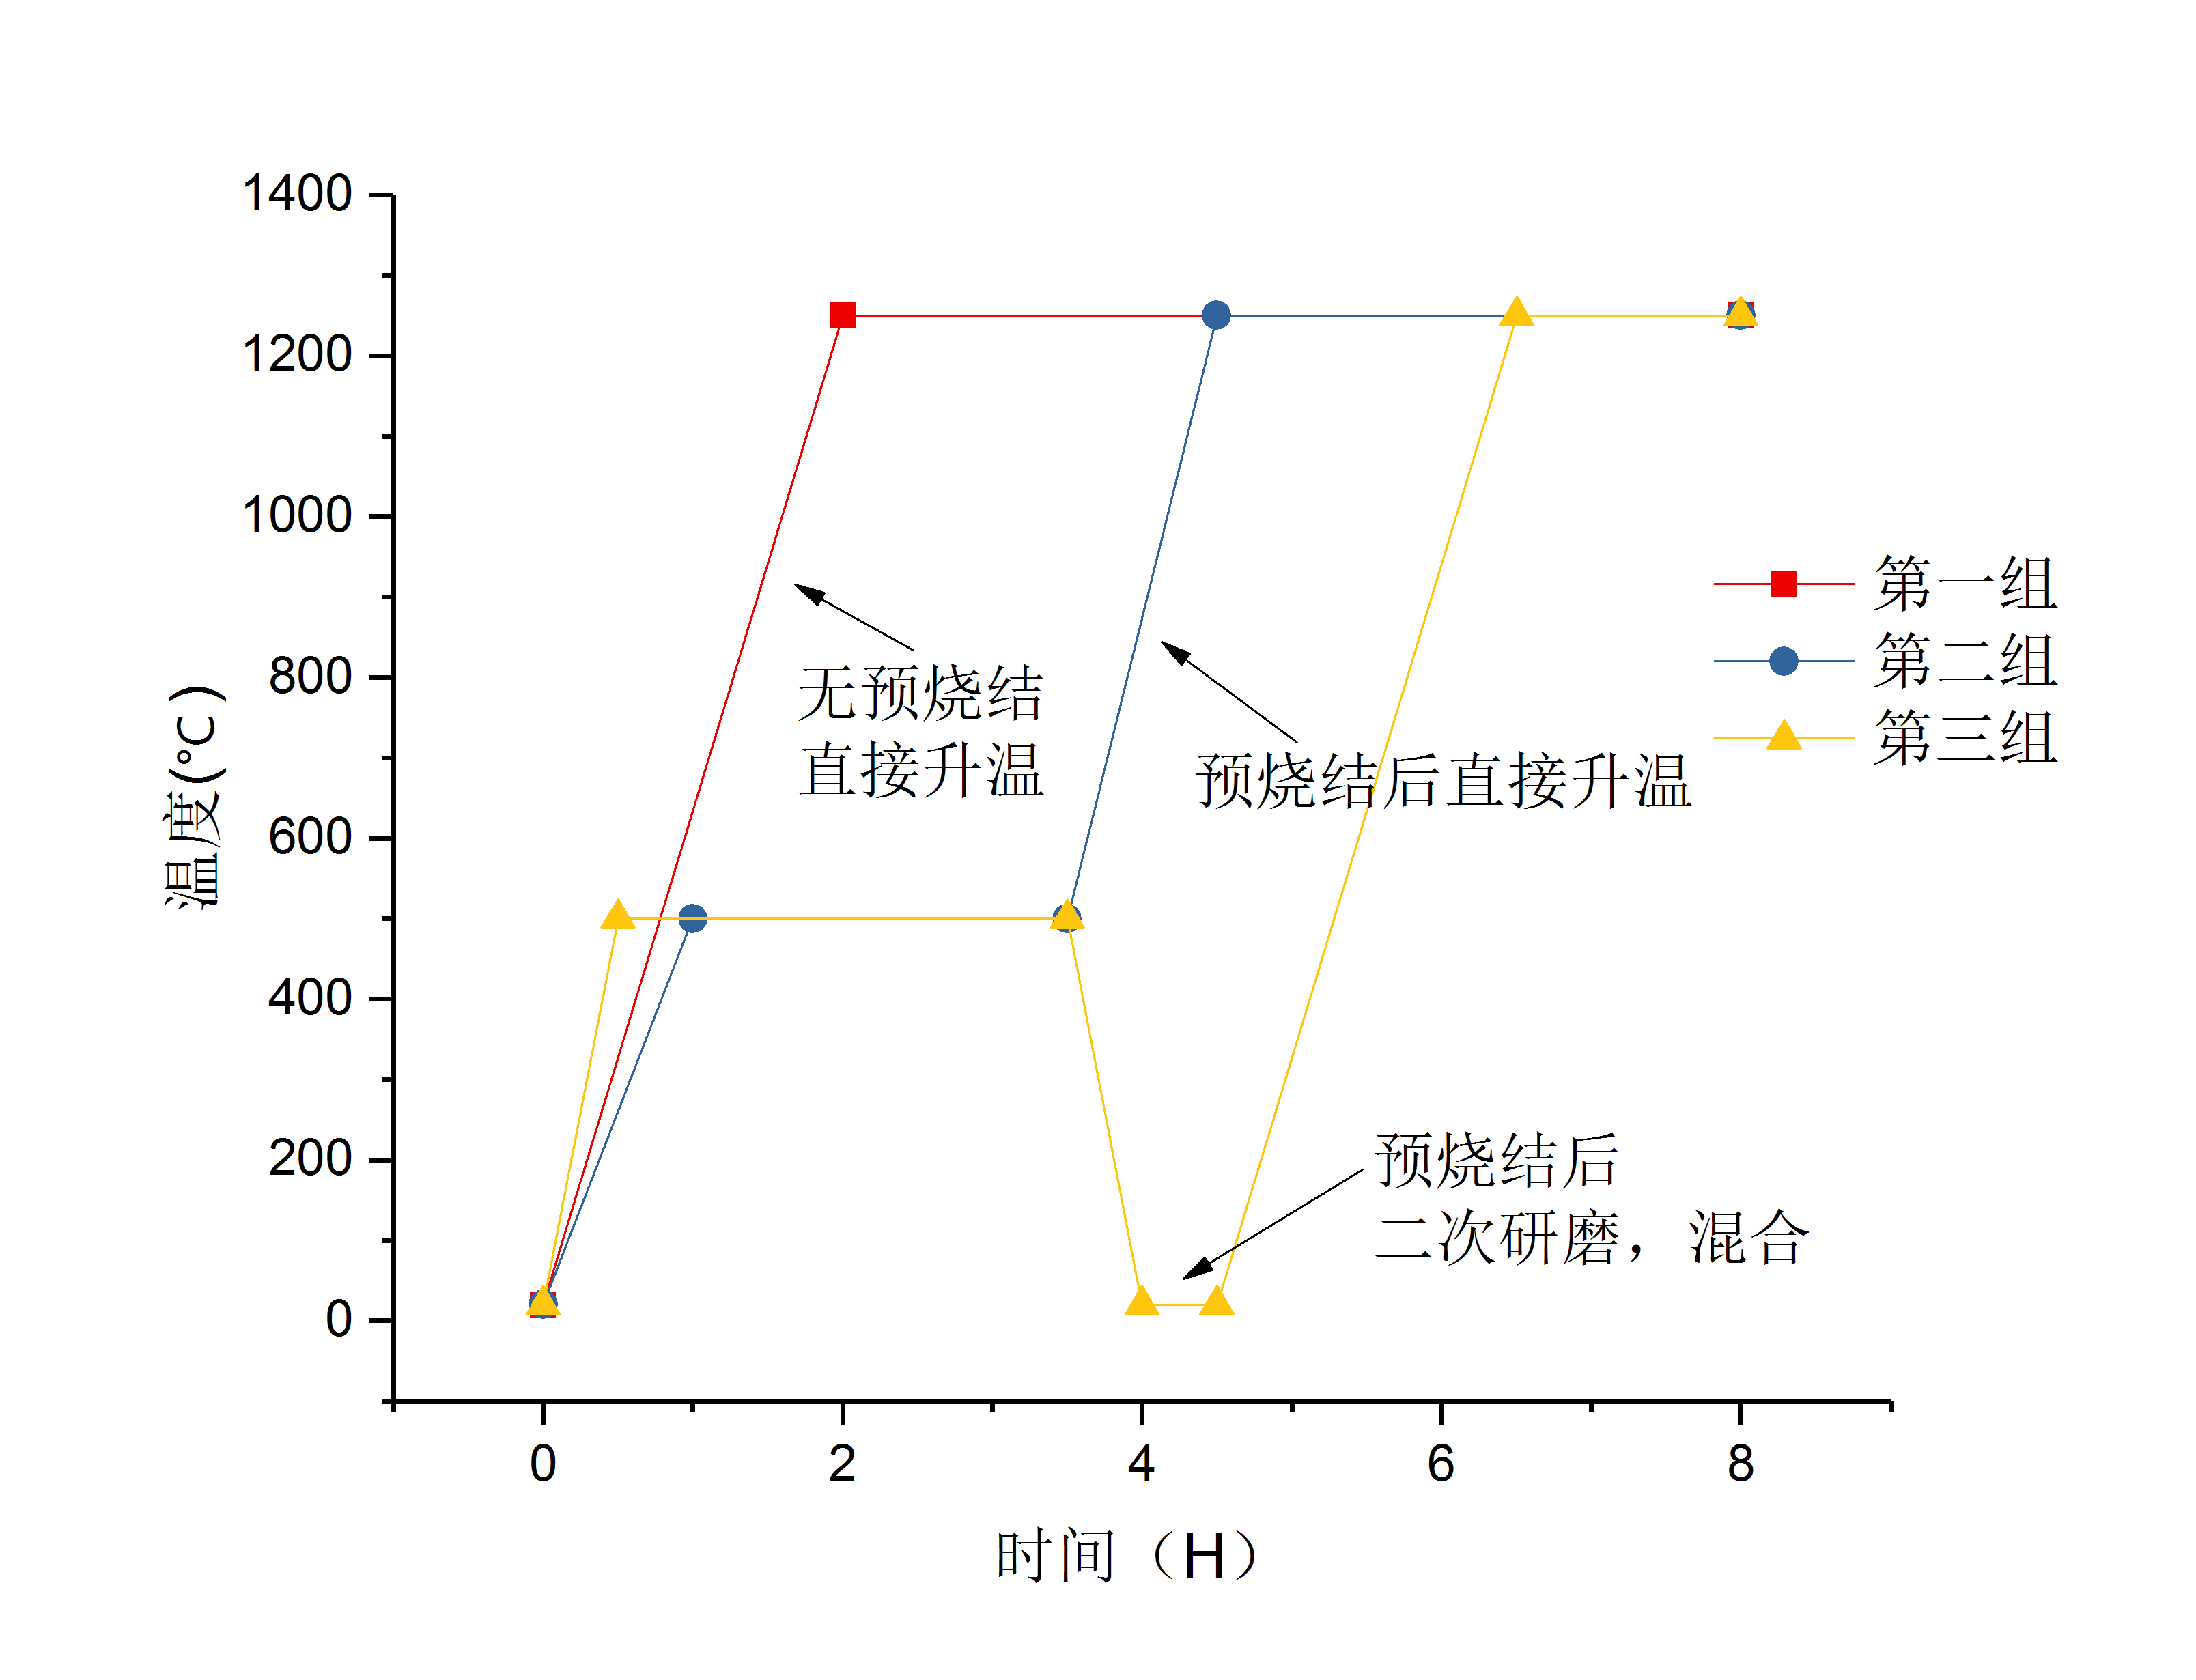 1400
1200
1000
800
600
400
200
0
温度(°C)
0
2
4
6
8
时间（H）
无预烧结
直接升温
预烧结后直接升温
预烧结后
二次研磨，混合
第一组
第二组
第三组